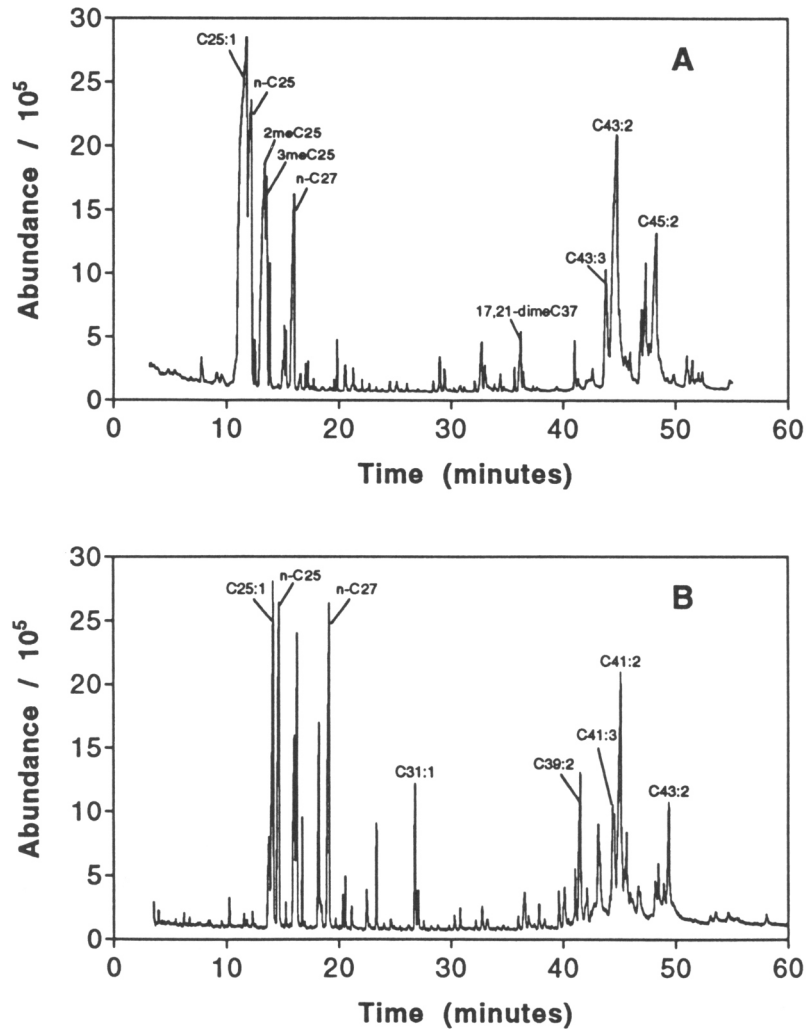 30
25
20
15
10
5
0
Abundance / 10⁵
A
C25:1
n-C25
2meC25
3meC25
n-C27
17,21-dimeC37
C43:3
C43:2
C45:2
0 10 20 30 40 50 60
Time (minutes)
30
25
20
15
10
5
0
Abundance / 10⁵
B
C25:1
n-C25
n-C27
C31:1
C39:2
C41:3
C41:2
C43:2
0 10 20 30 40 50 60
Time (minutes)